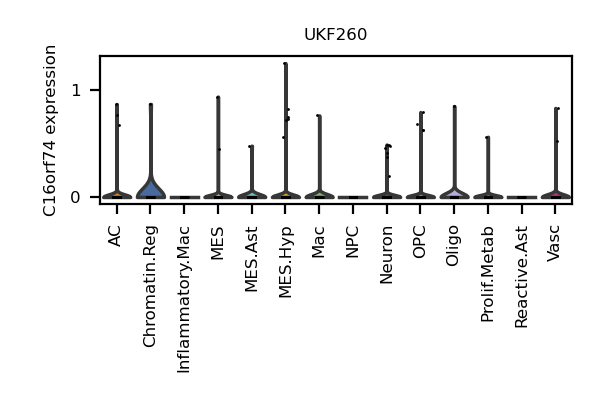 UKF260
C16orf74 expression
1
0
AC
Chromatin.Reg
Inflammatory.Mac
MES
MES.Ast
MES.Hyp
Mac
NPC
Neuron
OPC
Oligo
Prolif.Metab
Reactive.Ast
Vasc